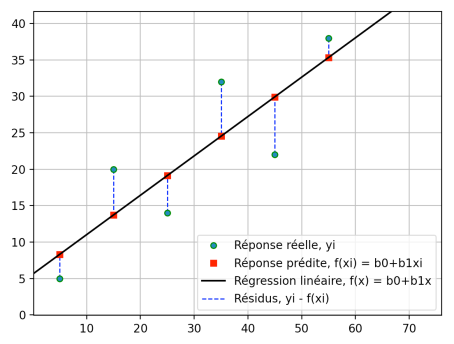 40
35
30
25
20
15
10
5
0
Réponse réelle, yi
Réponse prédite, f(xi) = b0+b1xi
Régression linéaire, f(x) = b0+b1x
Résidus, yi - f(xi)
10 20 30 40 50 60 70